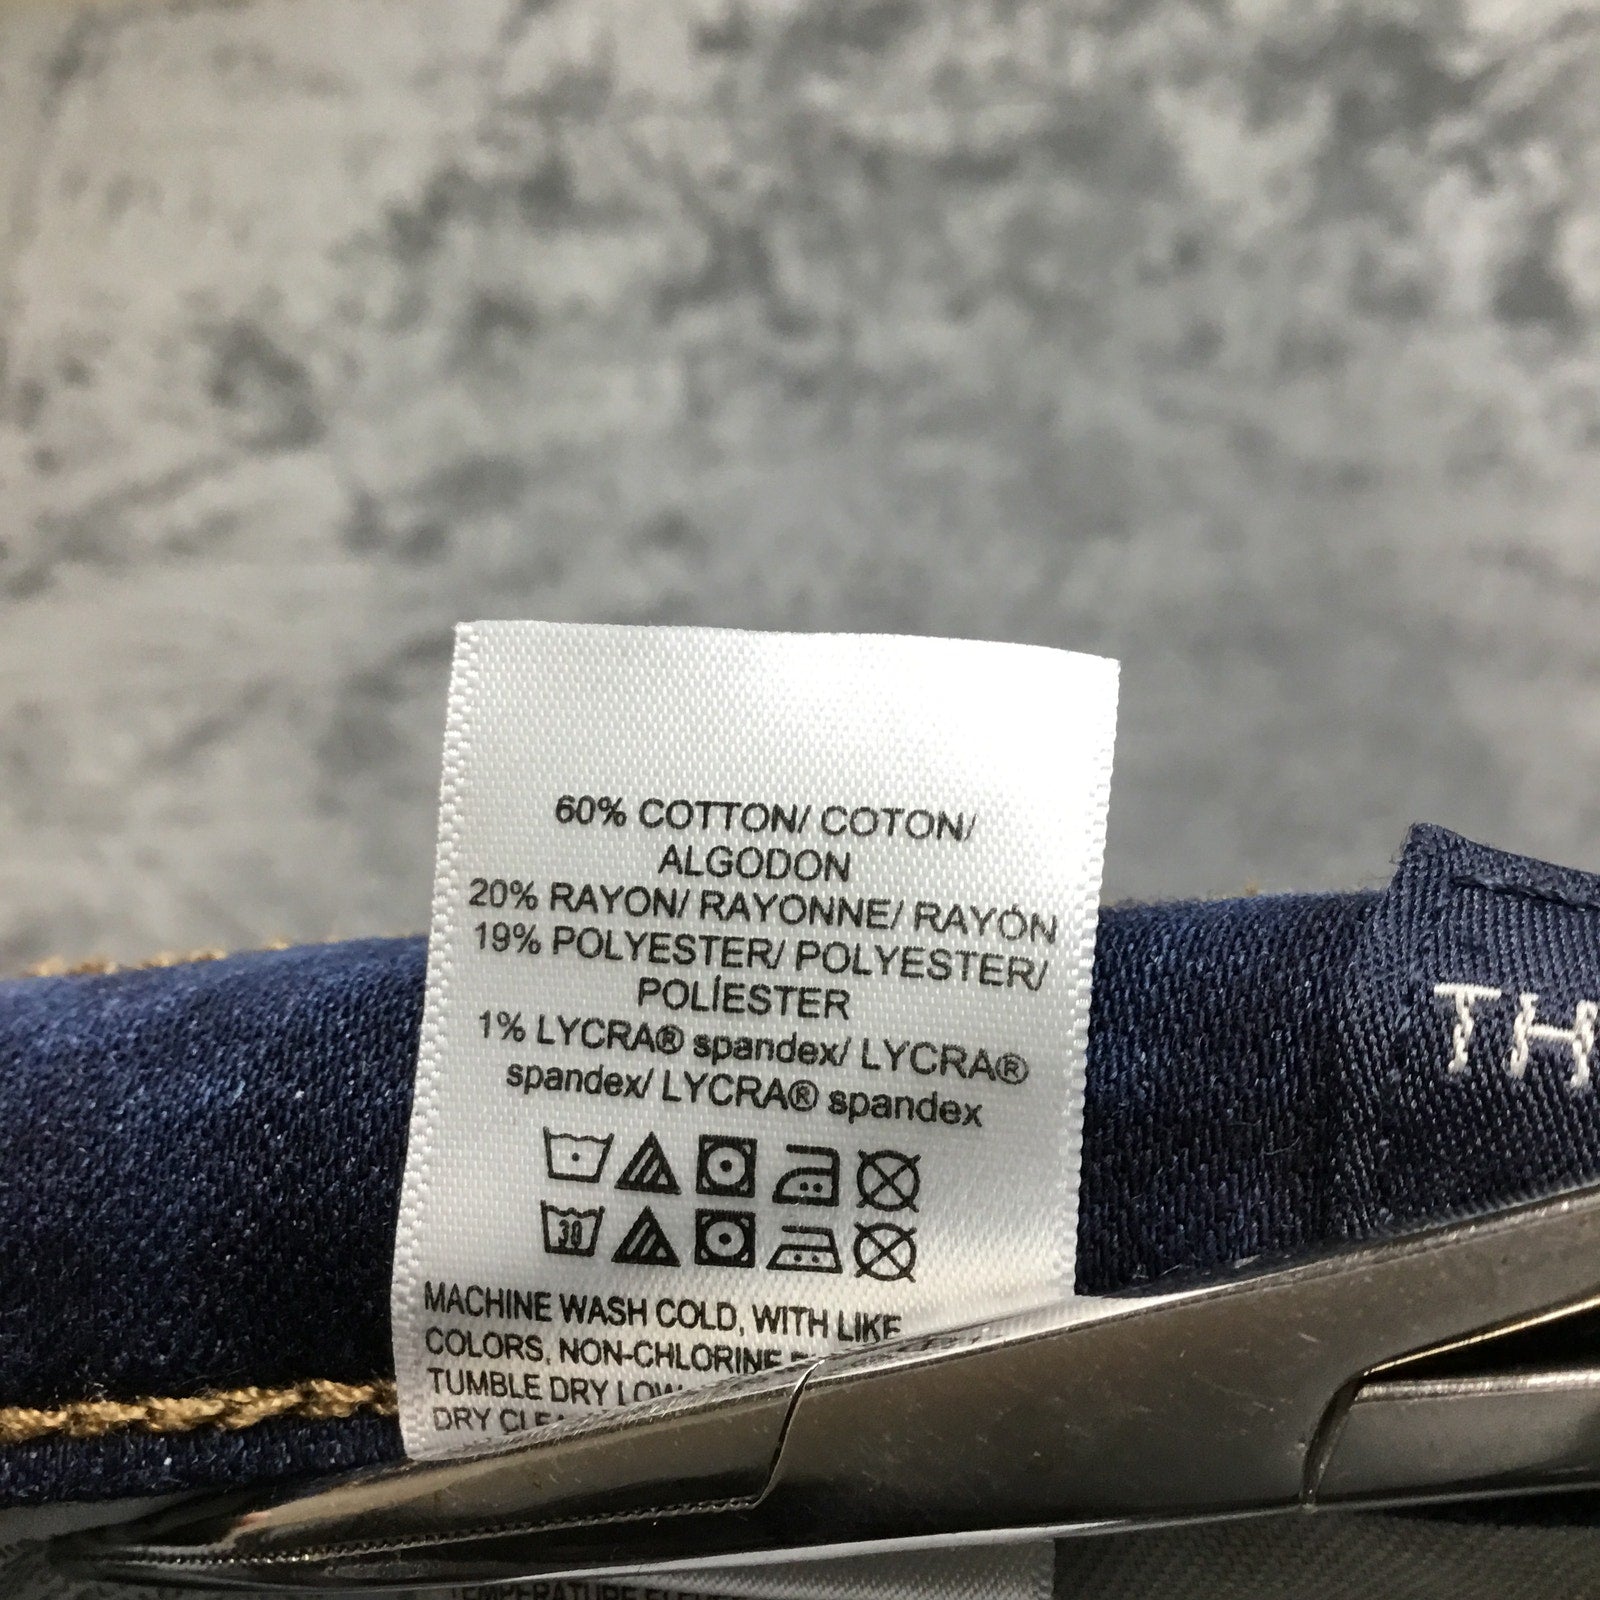 60% COTTON/ COTON/
ALGODON
20% RAYON/ RAYONNE/ RAYÓN
19% POLYESTER/ POLYESTER/
POLÍESTER
1% LYCRA® spandex/ LYCRA®
spandex/ LYCRA® spandex
30
MACHINE WASH COLD, WITH LIKE
COLORS, NON-CHLORINE
TUMBLE DRY LOW
DRY
TEMPERATURE
TH